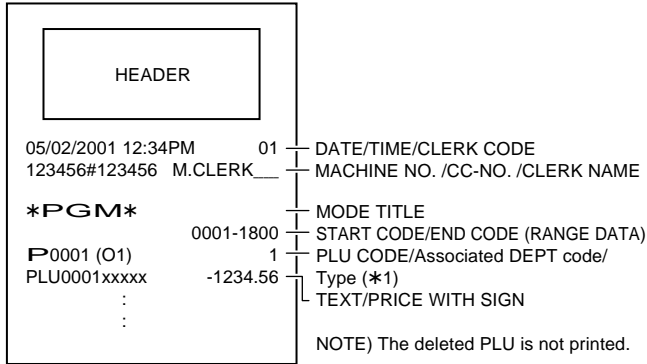 HEADER
05/02/2001 12:34PM 01 DATE/TIME/CLERK CODE
123456#123456 M.CLERK___ MACHINE NO. /CC-NO. /CLERK NAME
*PGM* MODE TITLE
0001-1800 START CODE/END CODE (RANGE DATA)
P0001 (O1) 1 PLU CODE/Associated DEPT code/
PLU0001xxxxx -1234.56 Type (*1)
: TEXT/PRICE WITH SIGN
:
NOTE) The deleted PLU is not printed.